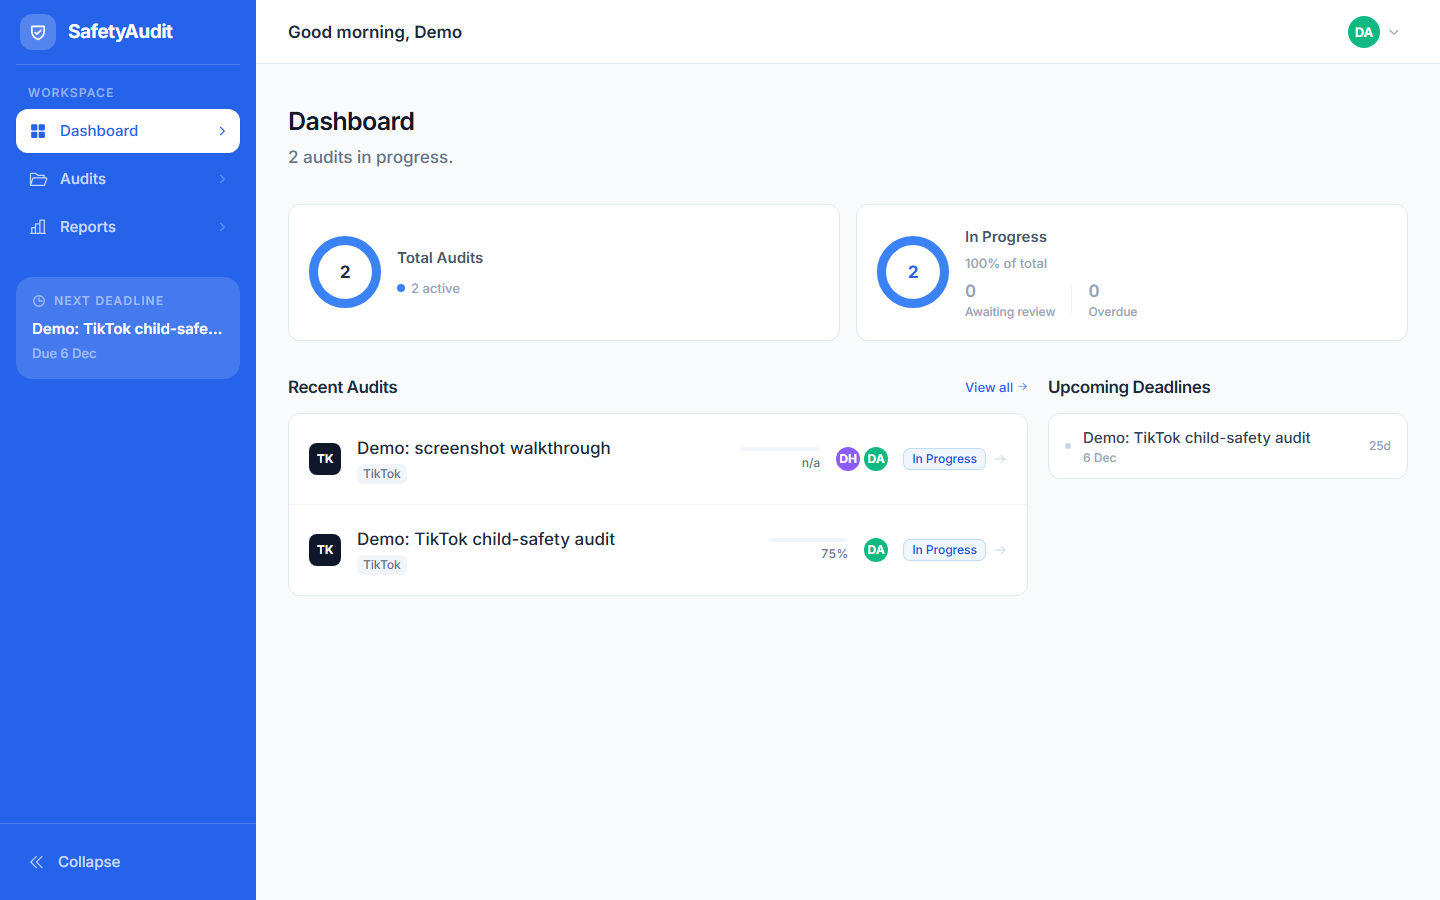 SafetyAudit
WORKSPACE
Dashboard
Audits
Reports
NEXT DEADLINE
Demo: TikTok child-safe...
Due 6 Dec
Collapse
Good morning, Demo
DA
Dashboard
2 audits in progress.
2
Total Audits
2 active
2
In Progress
100% of total
0
Awaiting review
0
Overdue
Recent Audits
View all
TK
Demo: screenshot walkthrough
TikTok
n/a
DH
DA
In Progress
TK
Demo: TikTok child-safety audit
TikTok
75%
DA
In Progress
Upcoming Deadlines
Demo: TikTok child-safety audit
6 Dec
25d